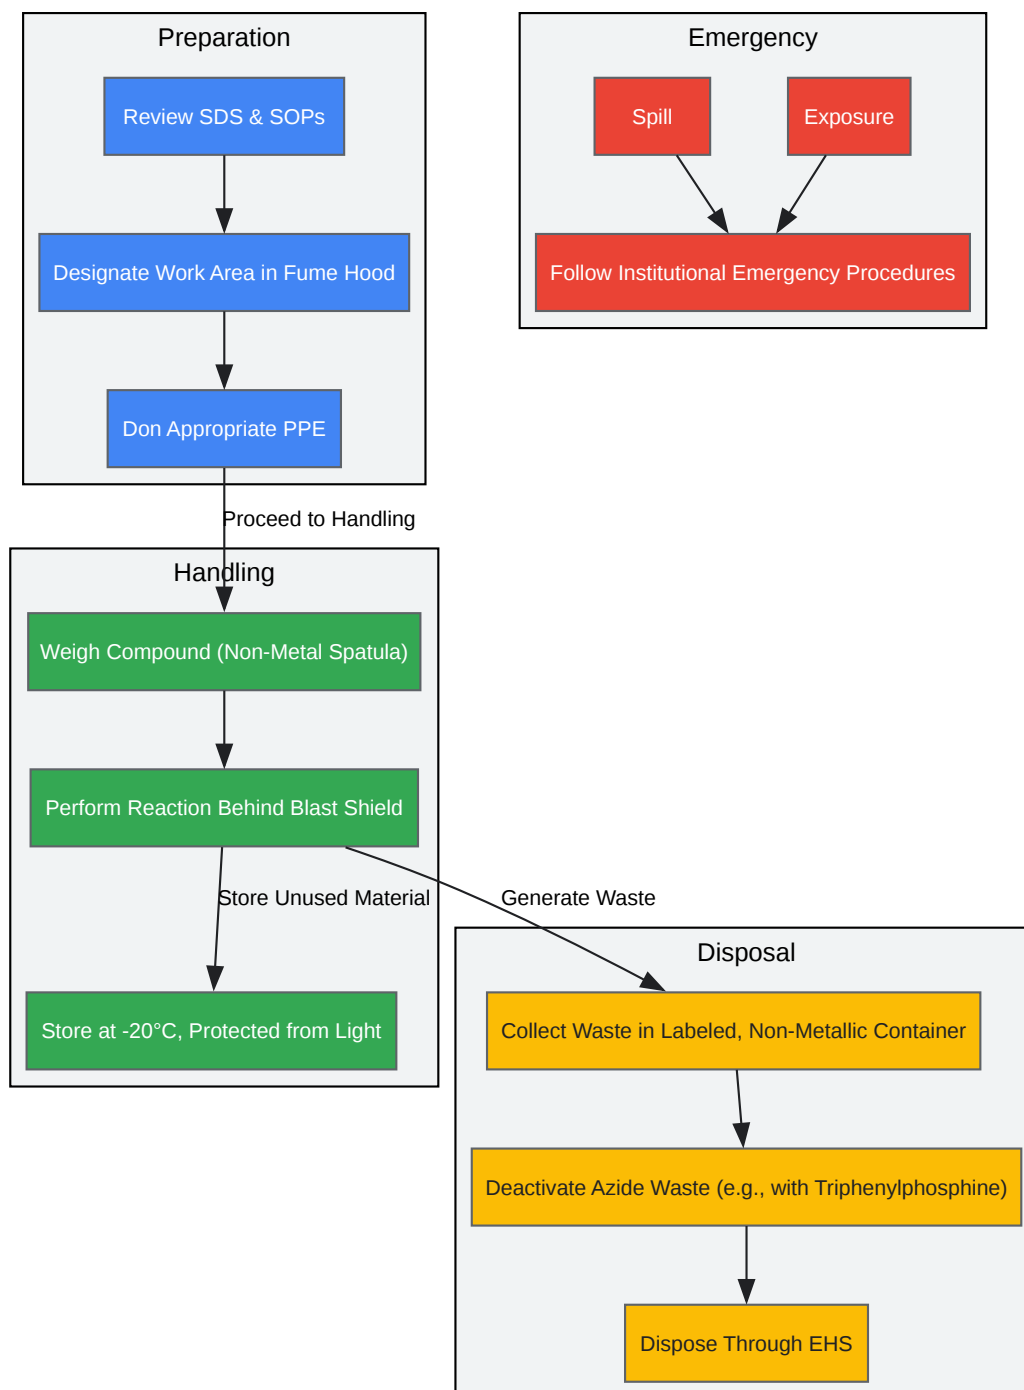 Preparation
Review SDS & SOPs
Designate Work Area in Fume Hood
Don Appropriate PPE
Emergency
Spill
Exposure
Follow Institutional Emergency Procedures
Proceed to Handling
Handling
Weigh Compound (Non-Metal Spatula)
Perform Reaction Behind Blast Shield
Store Unused Material
Generate Waste
Store at -20°C, Protected from Light
Disposal
Collect Waste in Labeled, Non-Metallic Container
Deactivate Azide Waste (e.g., with Triphenylphosphine)
Dispose Through EHS